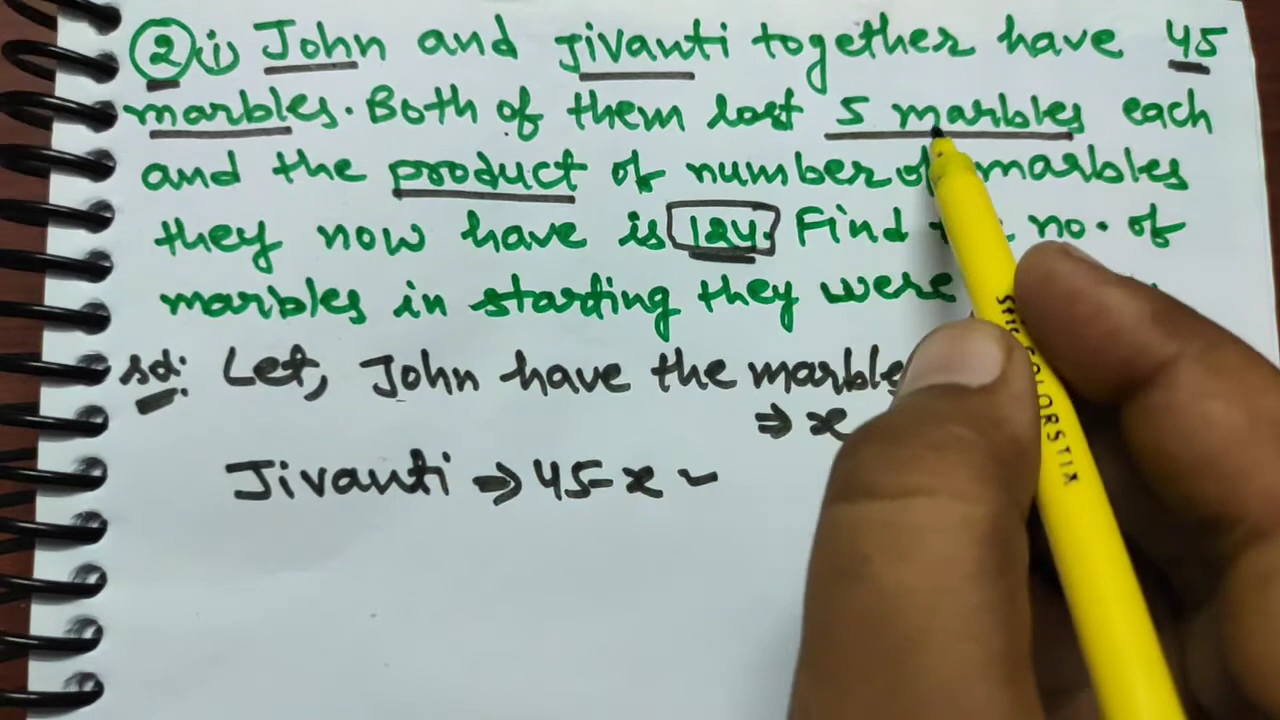 2 i) John and Jivanti together have 45
marbles. Both of them lost 5 marbles each
and the product of number of marbles
they now have is 124. Find no. of
marbles in starting they were
sol: Let, John have the marble
⇒ x
Jivanti ⇒ 45-x
STIC COLORSTIX